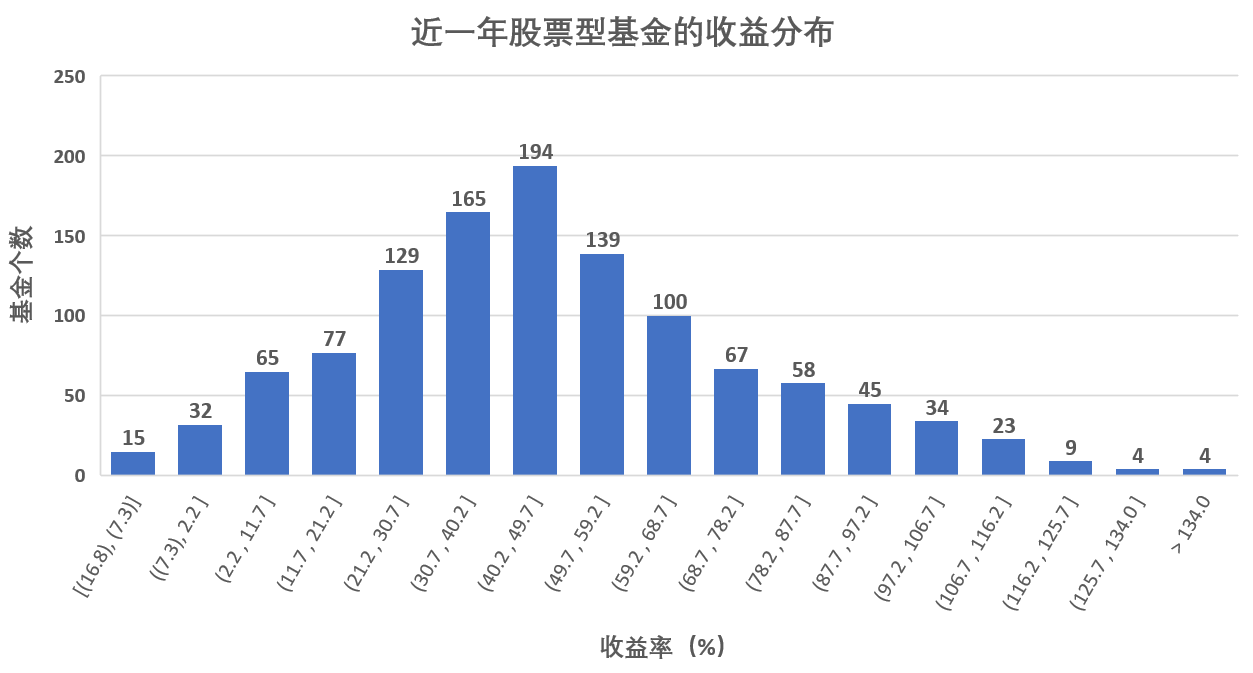 近一年股票型基金的收益分布
250
200
150
100
50
0
基金个数
15
32
65
77
129
165
194
139
100
67
58
45
34
23
9
4
4
[(16.8), (7.3)]
((7.3), 2.2 ]
(2.2 , 11.7 ]
(11.7 , 21.2 ]
(21.2 , 30.7 ]
(30.7 , 40.2 ]
(40.2 , 49.7 ]
(49.7 , 59.2 ]
(59.2 , 68.7 ]
(68.7 , 78.2 ]
(78.2 , 87.7 ]
(87.7 , 97.2 ]
(97.2 , 106.7 ]
(106.7 , 116.2 ]
(116.2 , 125.7 ]
(125.7 , 134.0 ]
> 134.0
收益率（%）